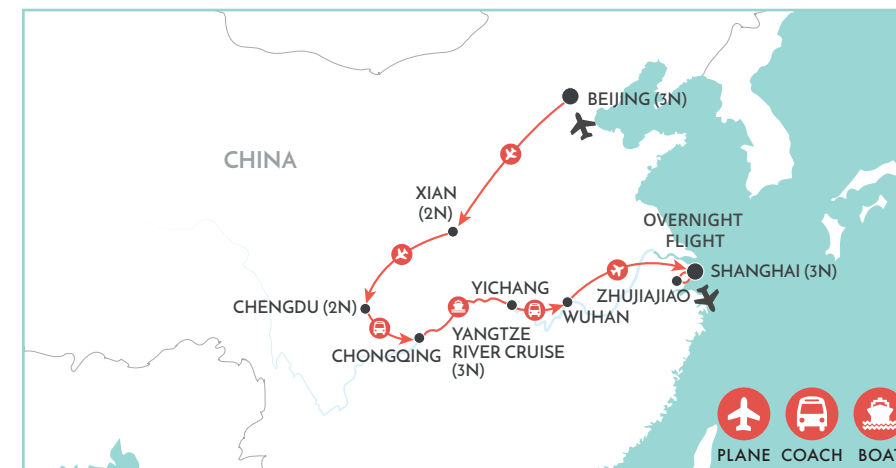 BEIJING (3N)
CHINA
XIAN
(2N)
OVERNIGHT
FLIGHT
SHANGHAI (3N)
YICHANG
ZHUJIAJIAO
CHENGDU (2N)
WUHAN
CHONGQING
YANGTZE
RIVER CRUISE
(3N)
PLANE COACH